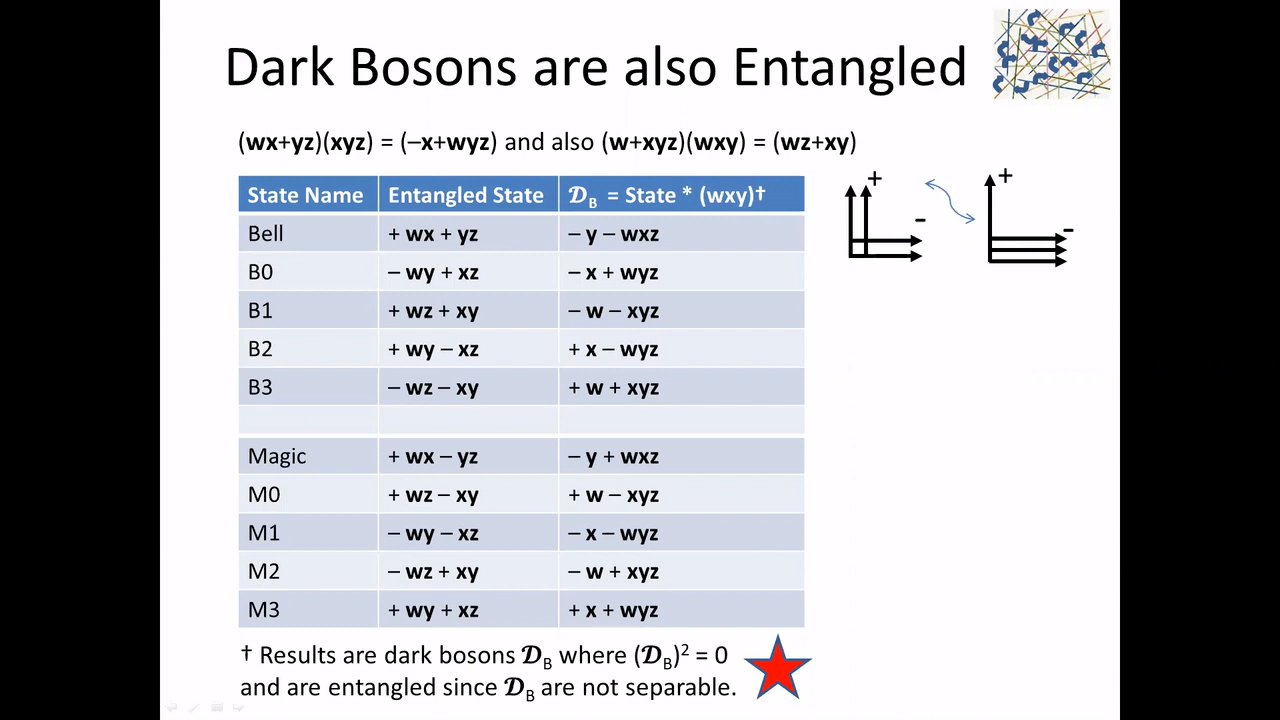 Dark Bosons are also Entangled
(wx+yz)(xyz) = (–x+wyz) and also (w+xyz)(wxy) = (wz+xy)
State Name Entangled State 𝓓B = State * (wxy)†
Bell + wx + yz – y – wxz
B0 – wy + xz – x + wyz
B1 + wz + xy – w – xyz
B2 + wy – xz + x – wyz
B3 – wz – xy + w + xyz
Magic + wx – yz – y + wxz
M0 + wz – xy + w – xyz
M1 – wy – xz – x – wyz
M2 – wz + xy – w + xyz
M3 + wy + xz + x + wyz
+ - + -
† Results are dark bosons 𝓓B where (𝓓B)² = 0
and are entangled since 𝓓B are not separable.